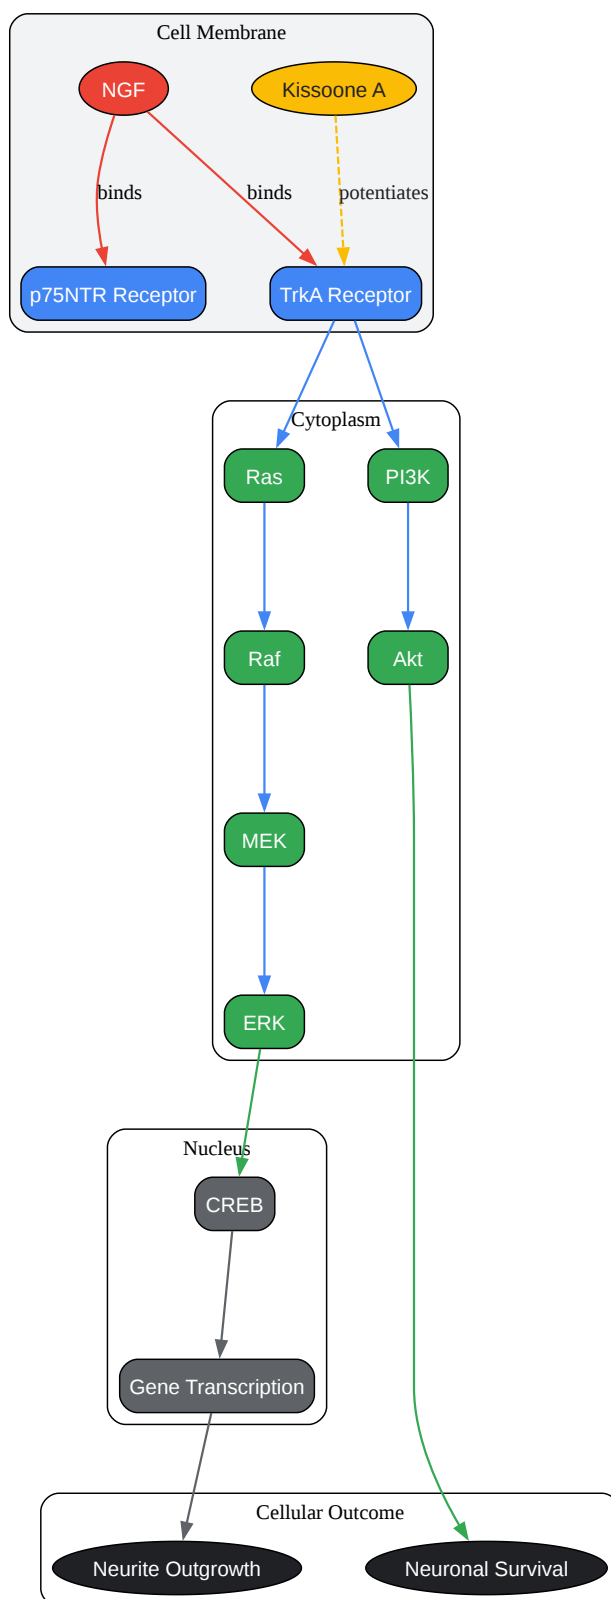 Cell Membrane
NGF
Kissoone A
binds
binds
potentiates
p75NTR Receptor
TrkA Receptor
Cytoplasm
Ras
PI3K
Raf
Akt
MEK
ERK
Nucleus
CREB
Gene Transcription
Cellular Outcome
Neurite Outgrowth
Neuronal Survival